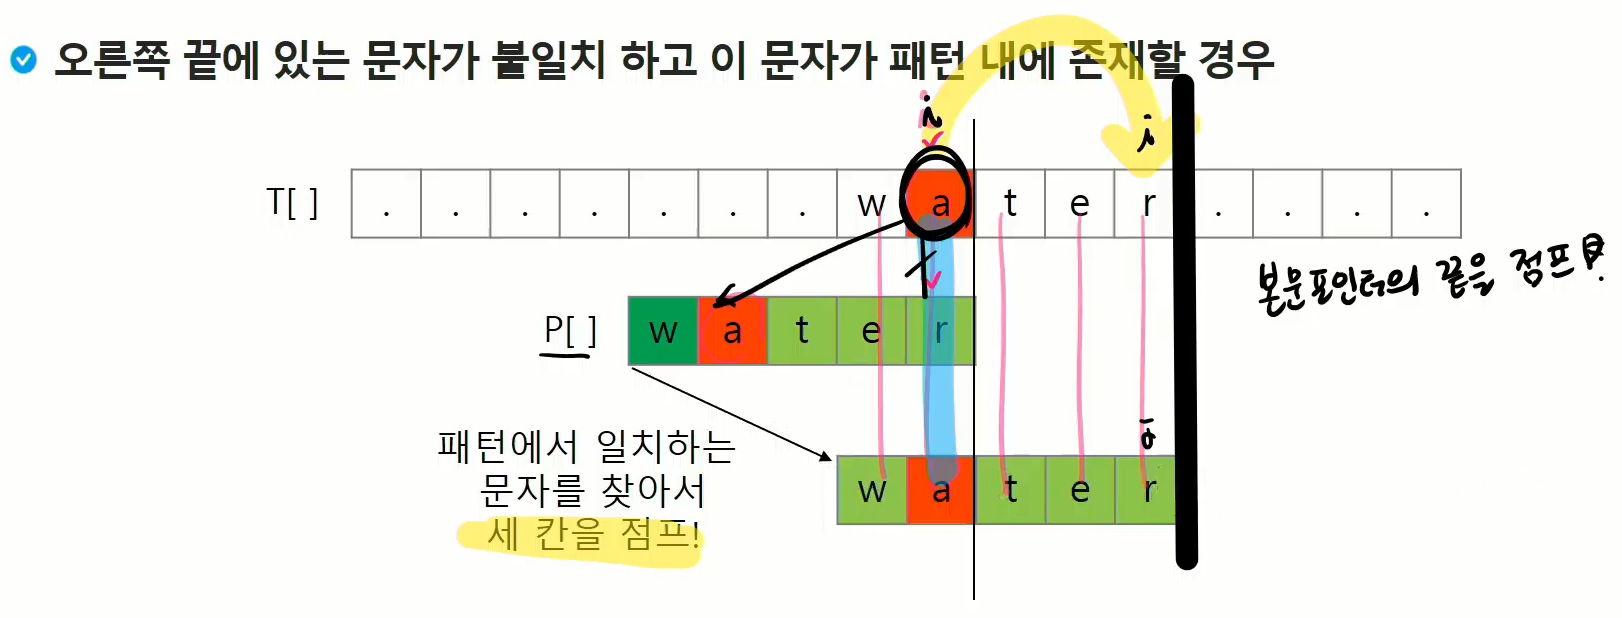 오른쪽 끝에 있는 문자가 불일치 하고 이 문자가 패턴 내에 존재할 경우
i
i
T[ ] . . . . . . . w a t e r . . . .
본문포인터의 끝을 점프
P[ ] w a t e r
패턴에서 일치하는
문자를 찾아서
세 칸을 점프!
w a t e r